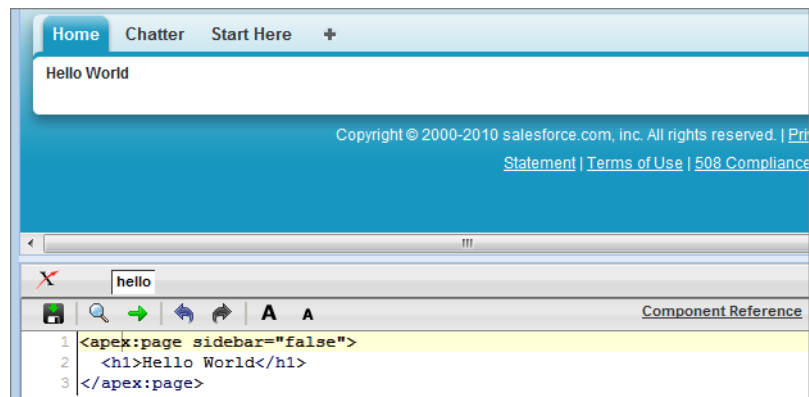 Home Chatter Start Here +
Hello World
Copyright © 2000-2010 salesforce.com, inc. All rights reserved. |
Statement | Terms of Use | 508 Compliance
hello
A A Component Reference
1 <apex:page sidebar="false">
2 <h1>Hello World</h1>
3 </apex:page>